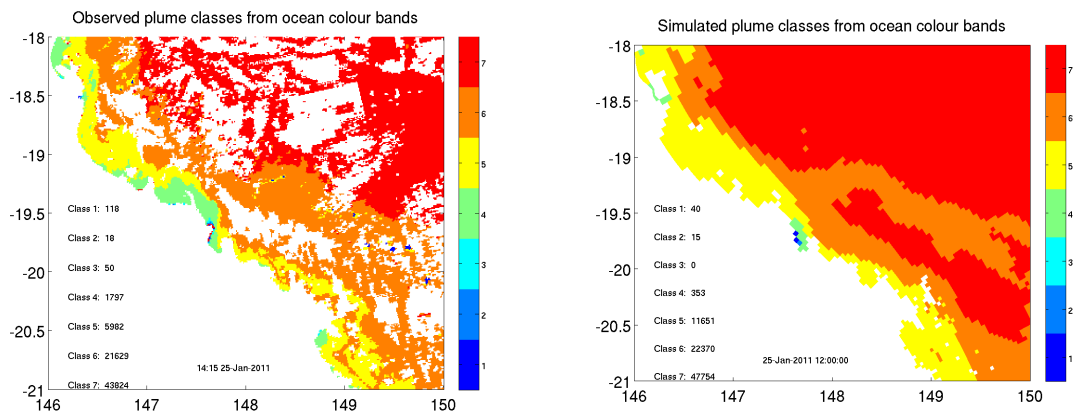 Observed plume classes from ocean colour bands
-18
-18.5
-19
-19.5
-20
-20.5
-21
146
147
148
149
150
Class 1: 118
Class 2: 18
Class 3: 50
Class 4: 1797
Class 5: 5982
Class 6: 21629
Class 7: 43824
14:15 25-Jan-2011
7
6
5
4
3
2
1
Simulated plume classes from ocean colour bands
-18
-18.5
-19
-19.5
-20
-20.5
-21
146
147
148
149
150
Class 1: 40
Class 2: 15
Class 3: 0
Class 4: 353
Class 5: 11651
Class 6: 22370
Class 7: 47754
25-Jan-2011 12:00:00
7
6
5
4
3
2
1